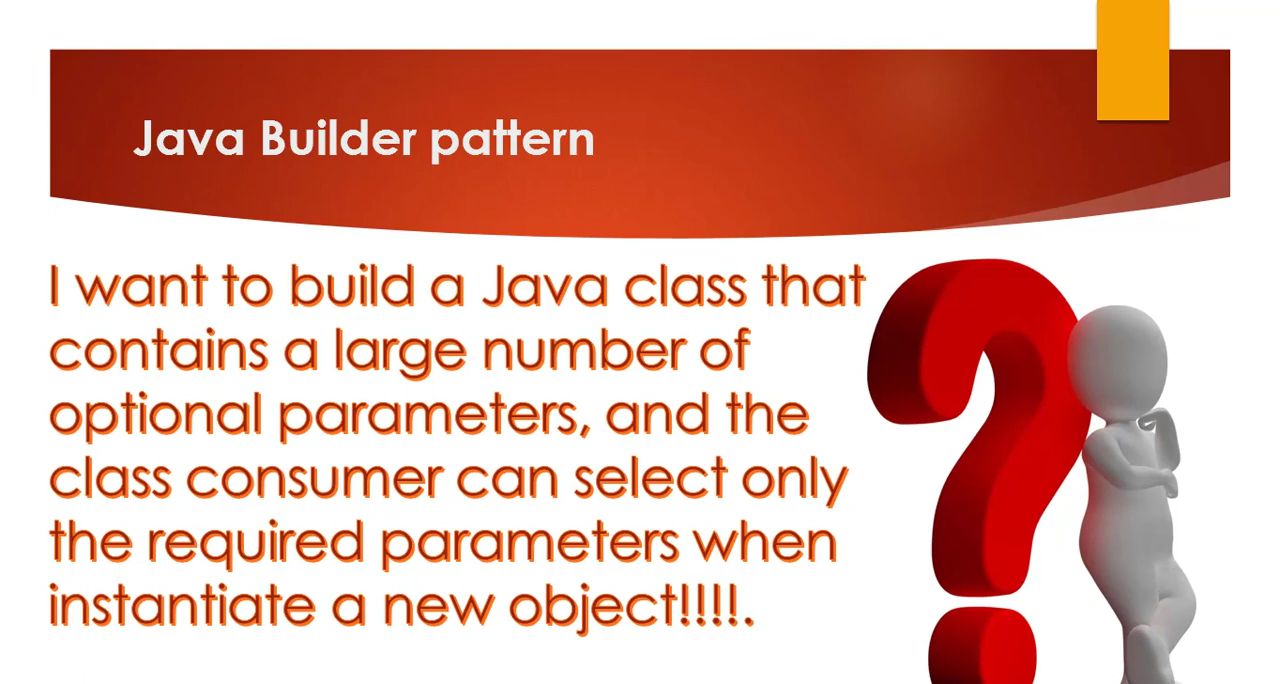 Java Builder pattern
I want to build a Java class that
contains a large number of
optional parameters, and the
class consumer can select only
the required parameters when
instantiate a new object!!!!.